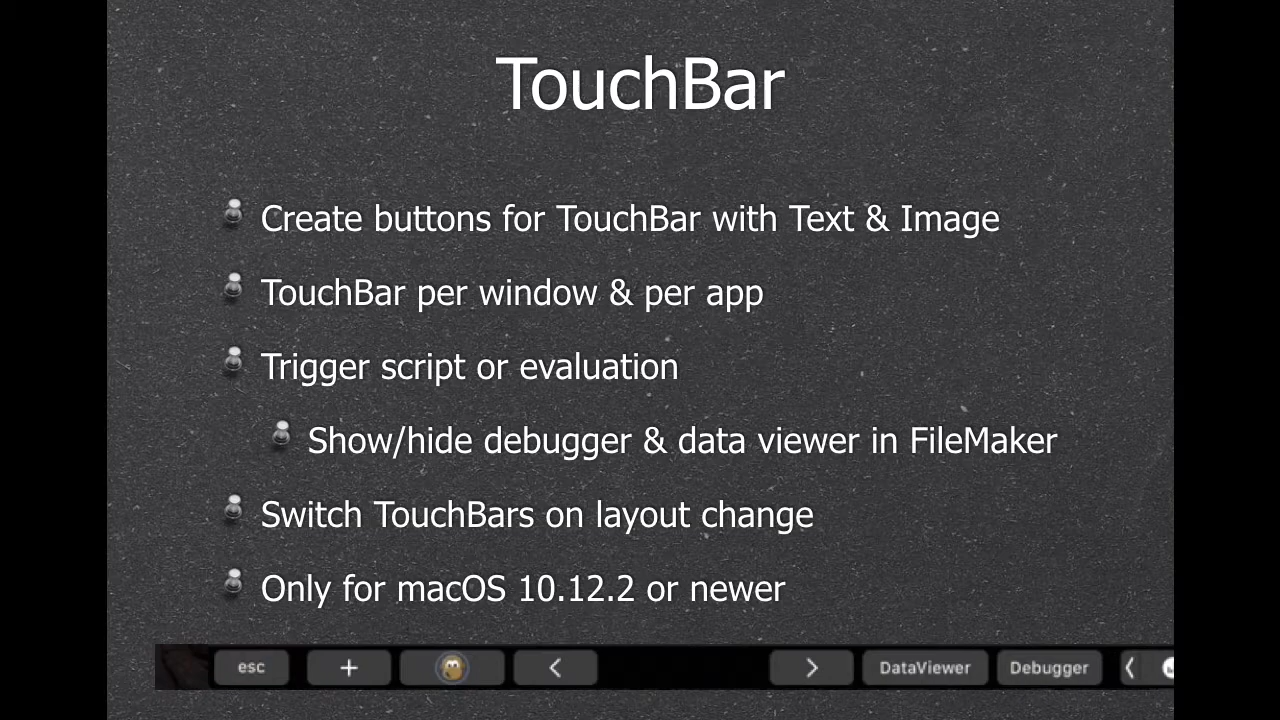 TouchBar
Create buttons for TouchBar with Text & Image
TouchBar per window & per app
Trigger script or evaluation
Show/hide debugger & data viewer in FileMaker
Switch TouchBars on layout change
Only for macOS 10.12.2 or newer
esc + < > DataViewer Debugger <